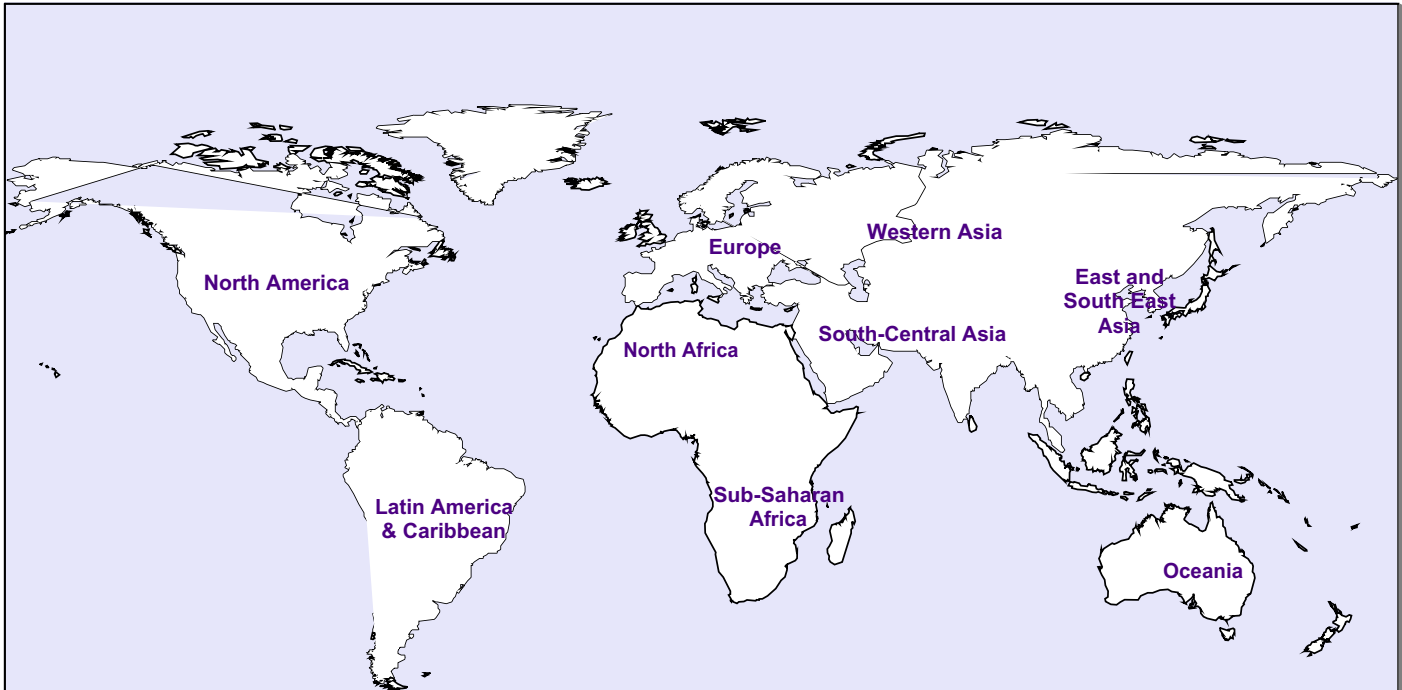 Western Asia
Europe
North America
East and
South East
Asia
South-Central Asia
North Africa
Sub-Saharan
Africa
Latin America
& Caribbean
Oceania